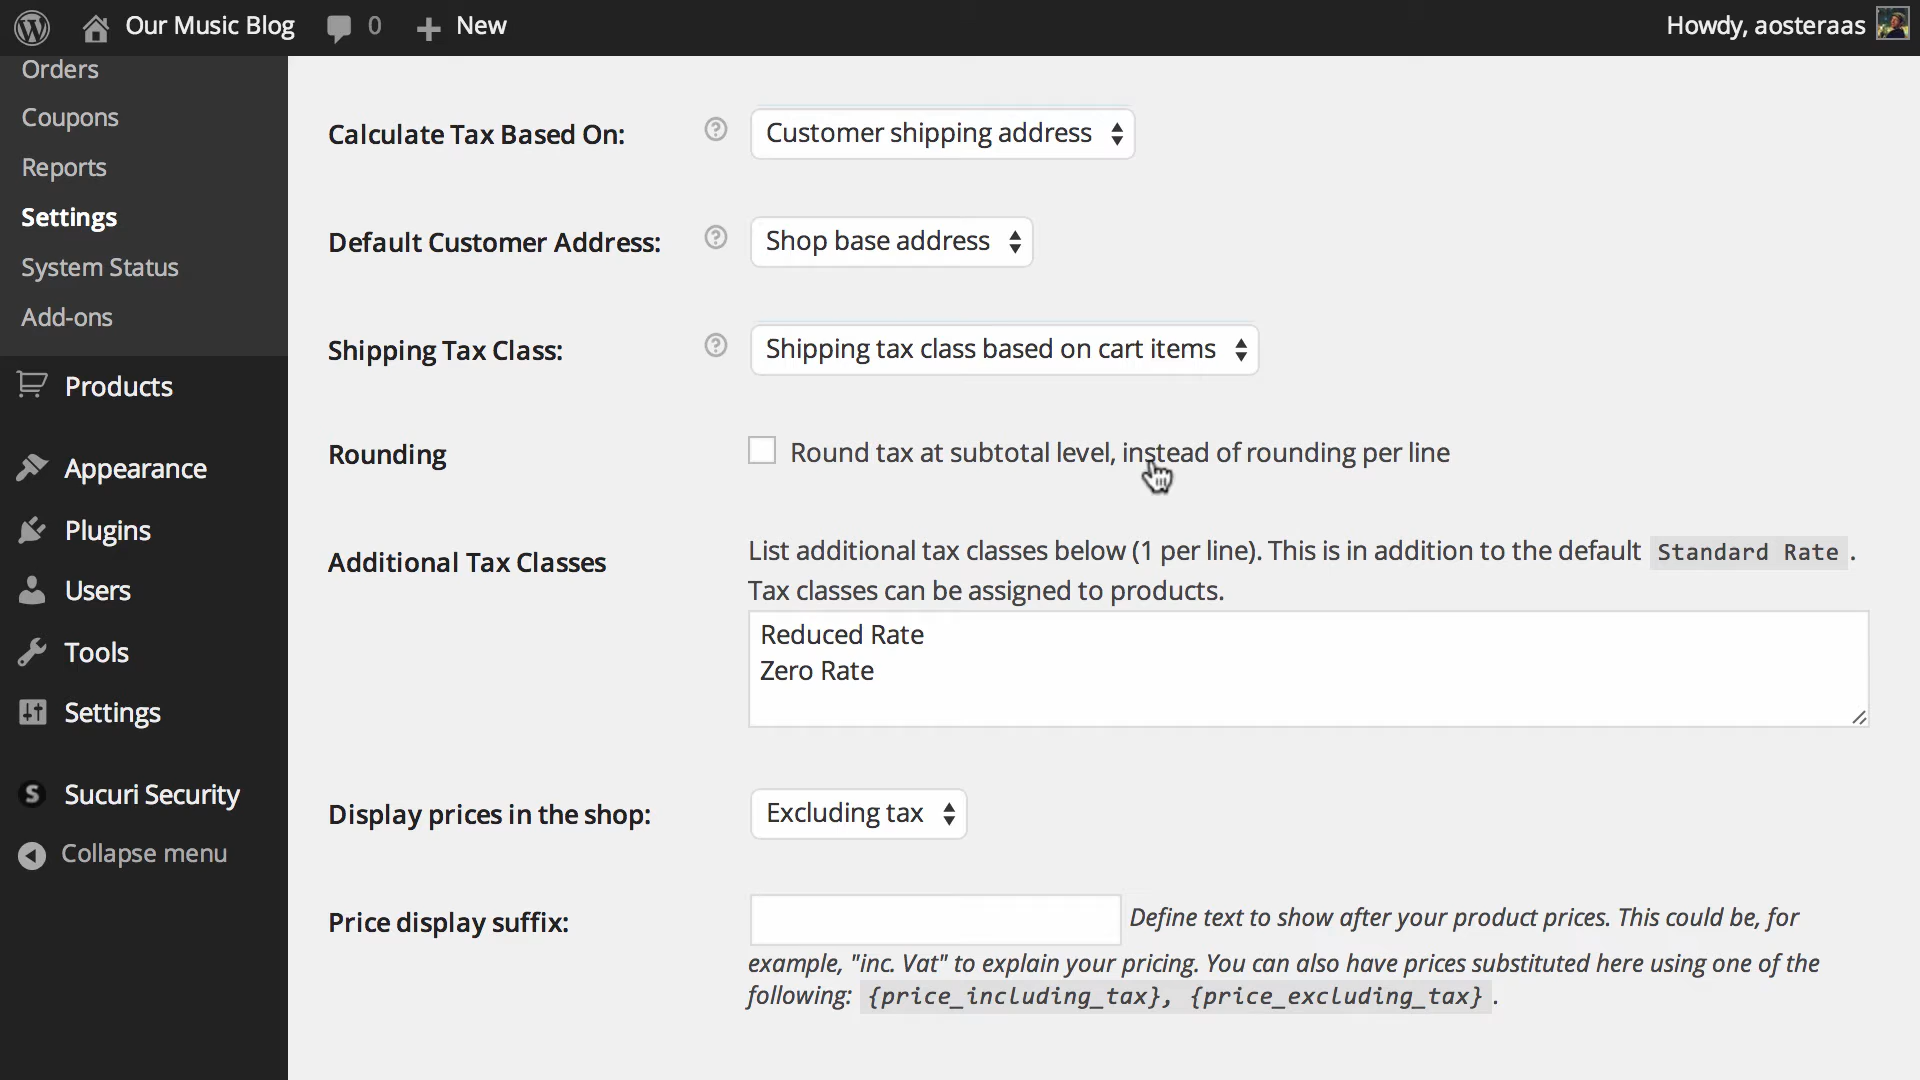 Our Music Blog 0 New Howdy, aosteraas
Orders
Coupons
Reports
Settings
System Status
Add-ons
Products
Appearance
Plugins
Users
Tools
Settings
Sucuri Security
Collapse menu
Calculate Tax Based On: ? Customer shipping address
Default Customer Address: ? Shop base address
Shipping Tax Class: ? Shipping tax class based on cart items
Rounding Round tax at subtotal level, instead of rounding per line
Additional Tax Classes
List additional tax classes below (1 per line). This is in addition to the default Standard Rate .
Tax classes can be assigned to products.
Reduced Rate
Zero Rate
Display prices in the shop: Excluding tax
Price display suffix:
Define text to show after your product prices. This could be, for
example, "inc. Vat" to explain your pricing. You can also have prices substituted here using one of the
following: {price_including_tax}, {price_excluding_tax} .